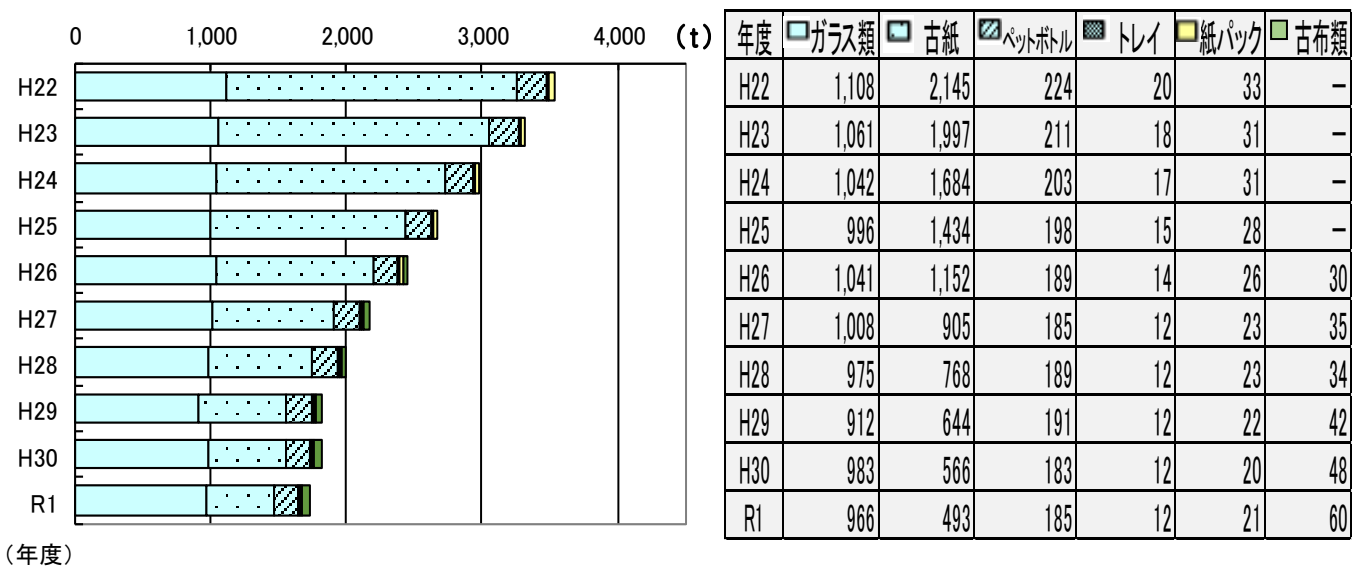 0 1,000 2,000 3,000 4,000 (t)
H22
H23
H24
H25
H26
H27
H28
H29
H30
R1
(年度)
年度 ガラス類 古紙 ペットボトル トレイ 紙パック 古布類
H22 1,108 2,145 224 20 33 －
H23 1,061 1,997 211 18 31 －
H24 1,042 1,684 203 17 31 －
H25 996 1,434 198 15 28 －
H26 1,041 1,152 189 14 26 30
H27 1,008 905 185 12 23 35
H28 975 768 189 12 23 34
H29 912 644 191 12 22 42
H30 983 566 183 12 20 48
R1 966 493 185 12 21 60